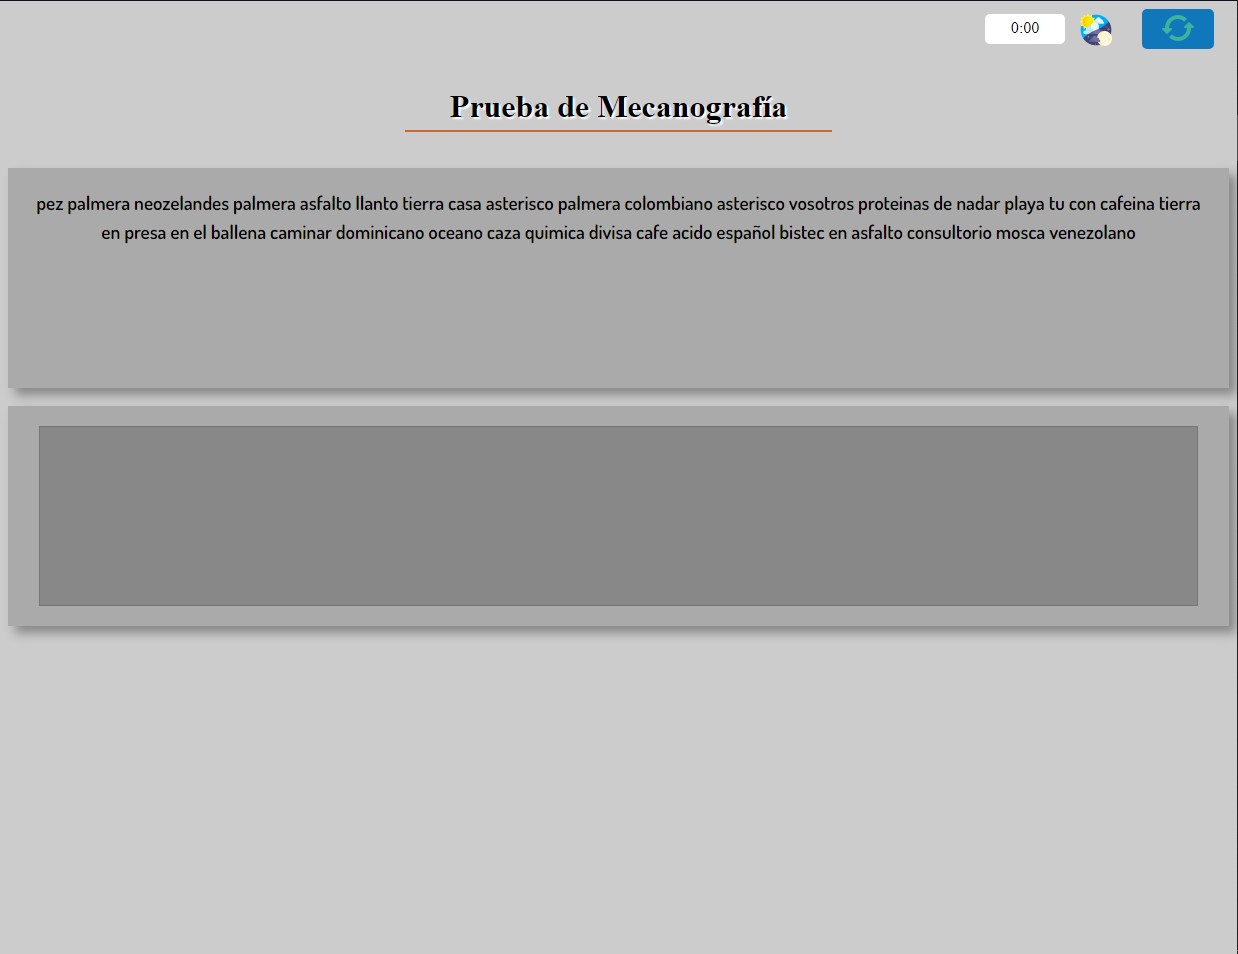 0:00
Prueba de Mecanografía
pez palmera neozelandes palmera asfalto llanto tierra casa asterisco palmera colombiano asterisco vosotros proteinas de nadar playa tu con cafeina tierra
en presa en el ballena caminar dominicano oceano caza quimica divisa cafe acido español bistec en asfalto consultorio mosca venezolano